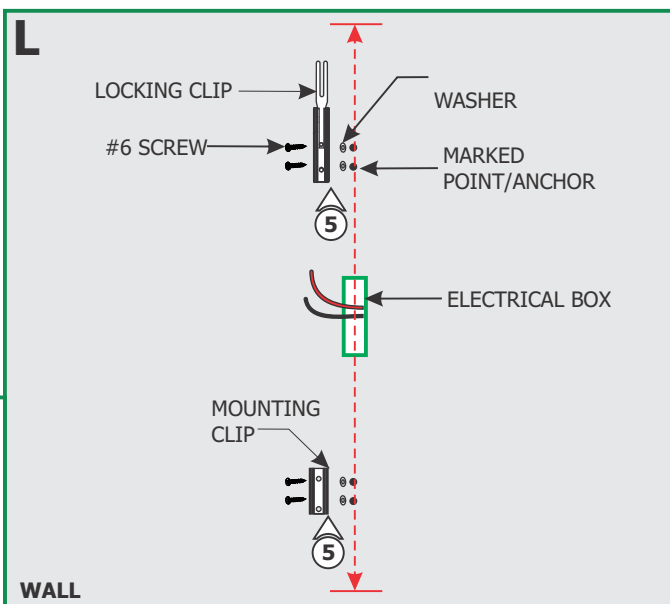 L
LOCKING CLIP
WASHER
#6 SCREW
MARKED
POINT/ANCHOR
5
ELECTRICAL BOX
MOUNTING
CLIP
5
WALL